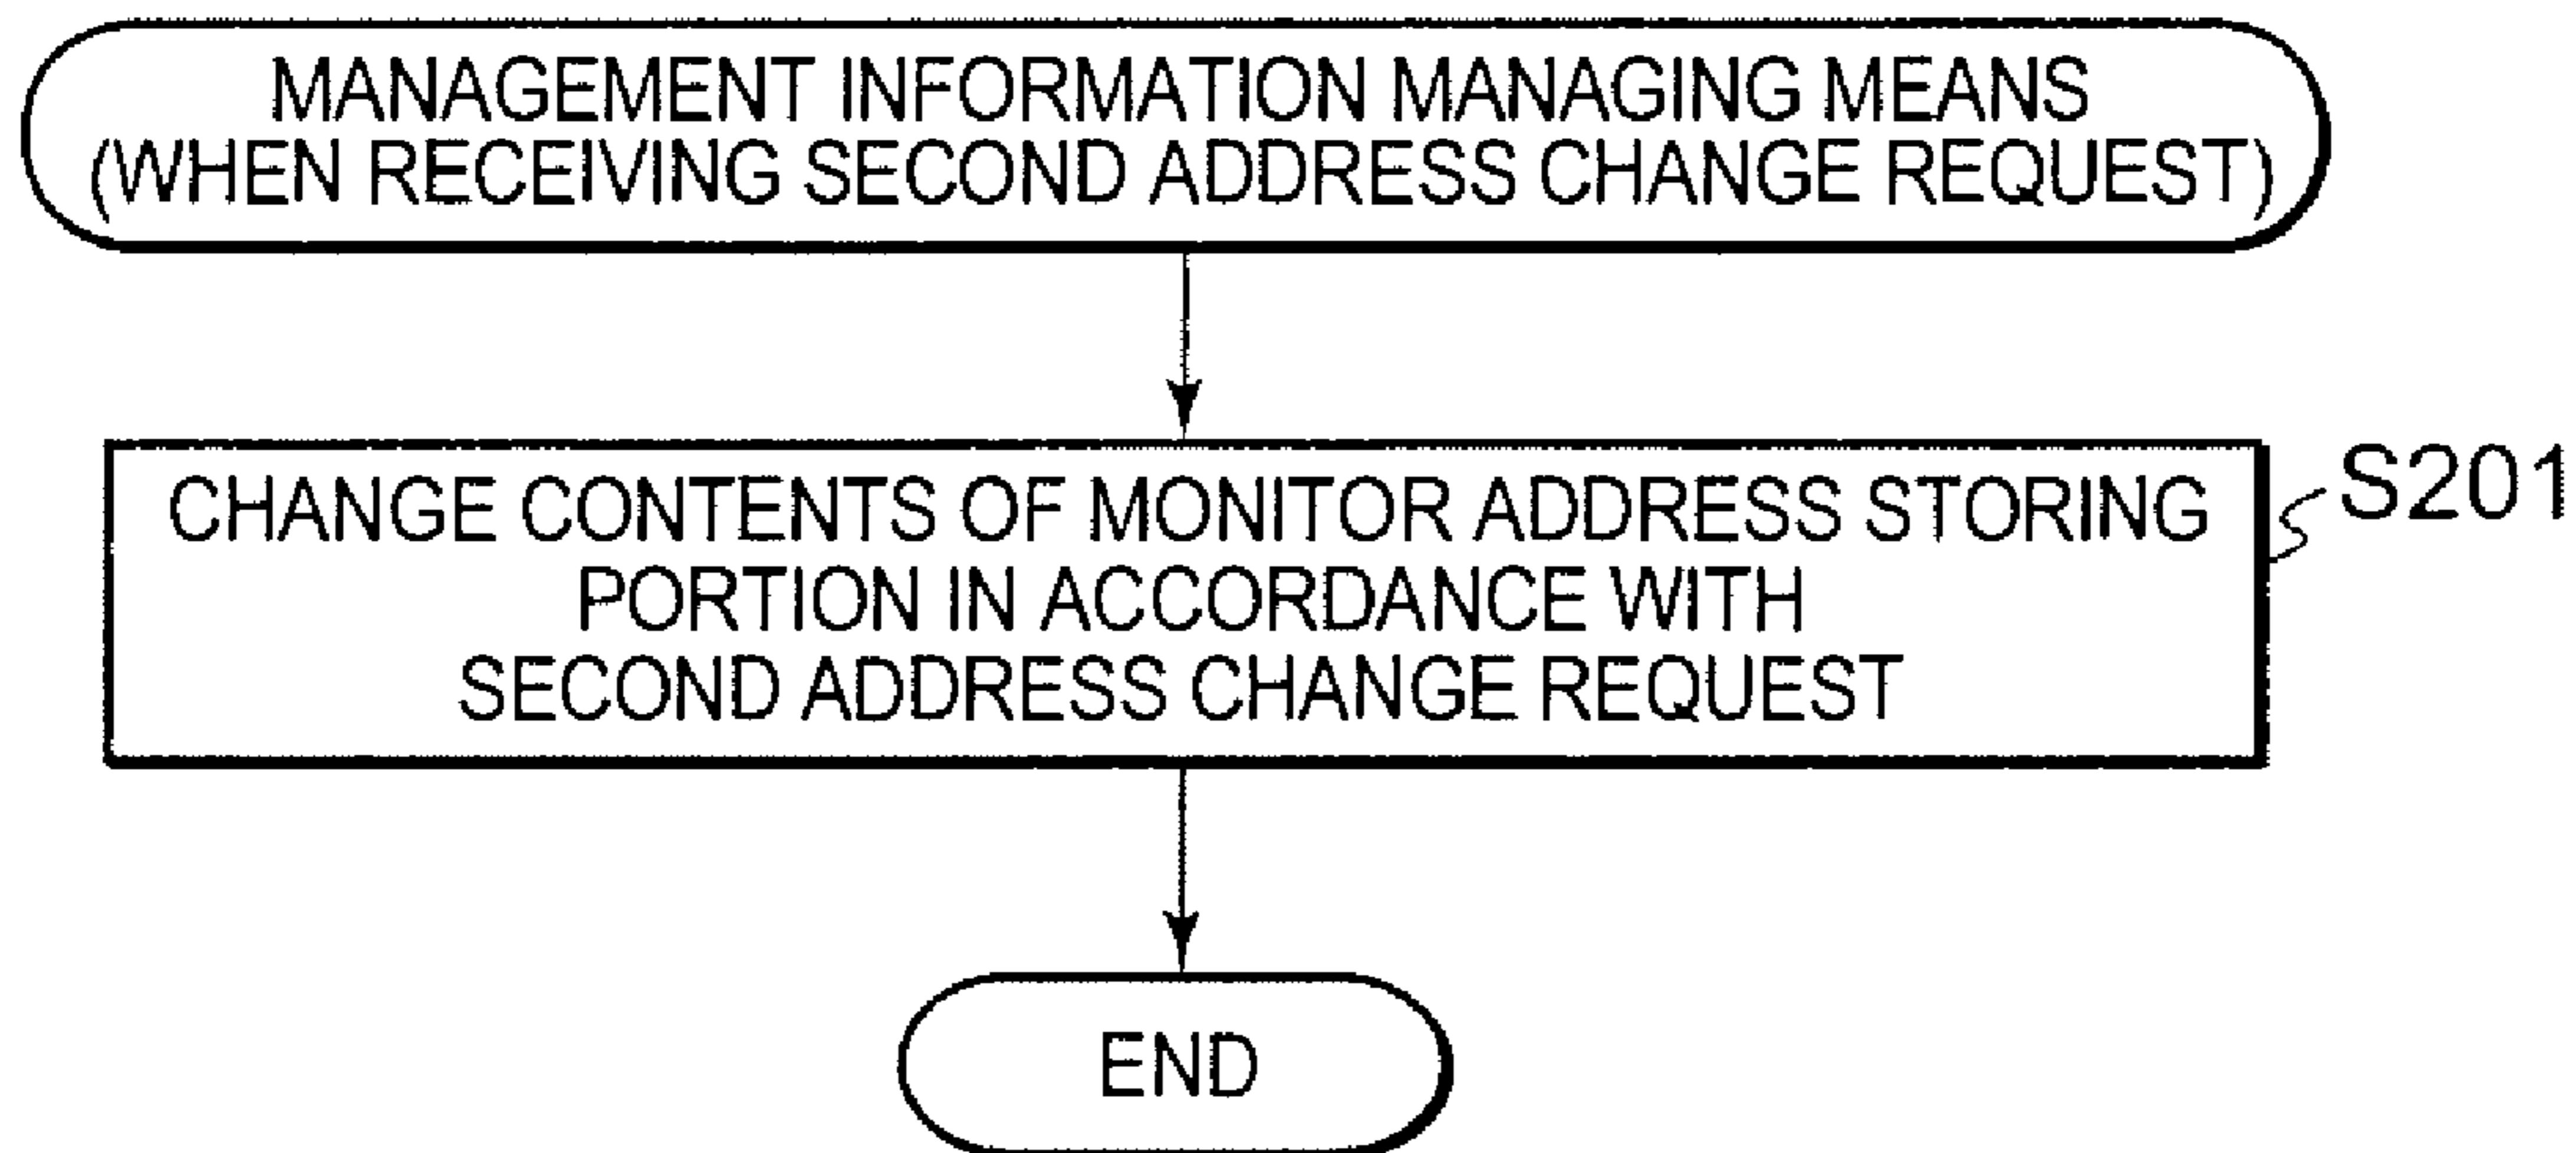 MANAGEMENT INFORMATION MANAGING MEANS
(WHEN RECEIVING SECOND ADDRESS CHANGE REQUEST)
CHANGE CONTENTS OF MONITOR ADDRESS STORING
PORTION IN ACCORDANCE WITH
SECOND ADDRESS CHANGE REQUEST
S201
END